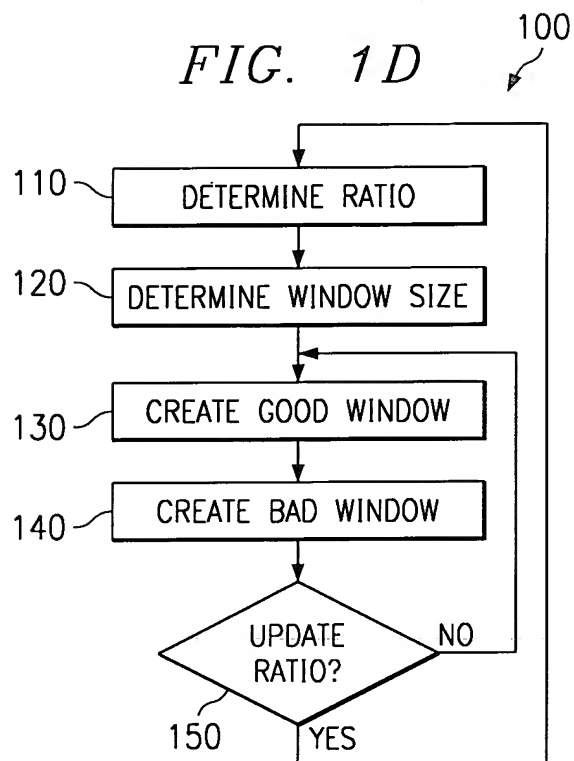 FIG. 1D
100
110
DETERMINE RATIO
120
DETERMINE WINDOW SIZE
130
CREATE GOOD WINDOW
140
CREATE BAD WINDOW
UPDATE
RATIO?
NO
150
YES